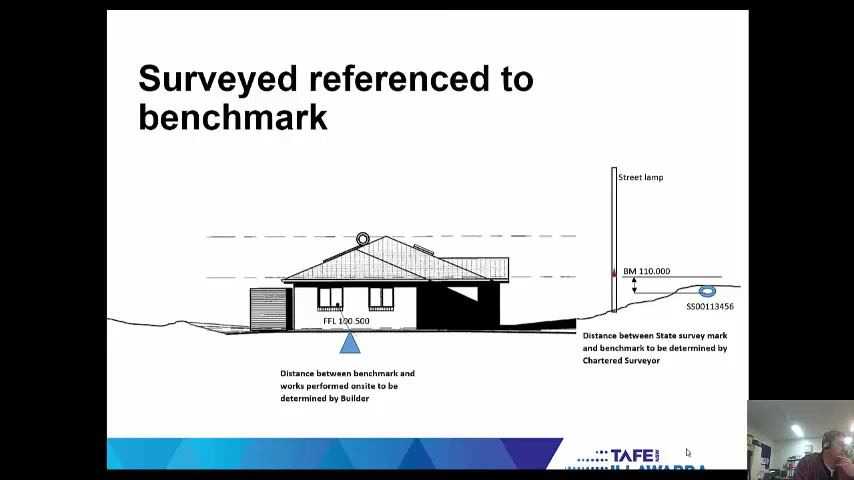 Surveyed referenced to
benchmark
Street lamp
BM 110.000
SS00113456
FFL 100.500
Distance between State survey mark
and benchmark to be determined by
Chartered Surveyor
Distance between benchmark and
works performed onsite to be
determined by Builder
TAFE NSW
ILLAWARRA